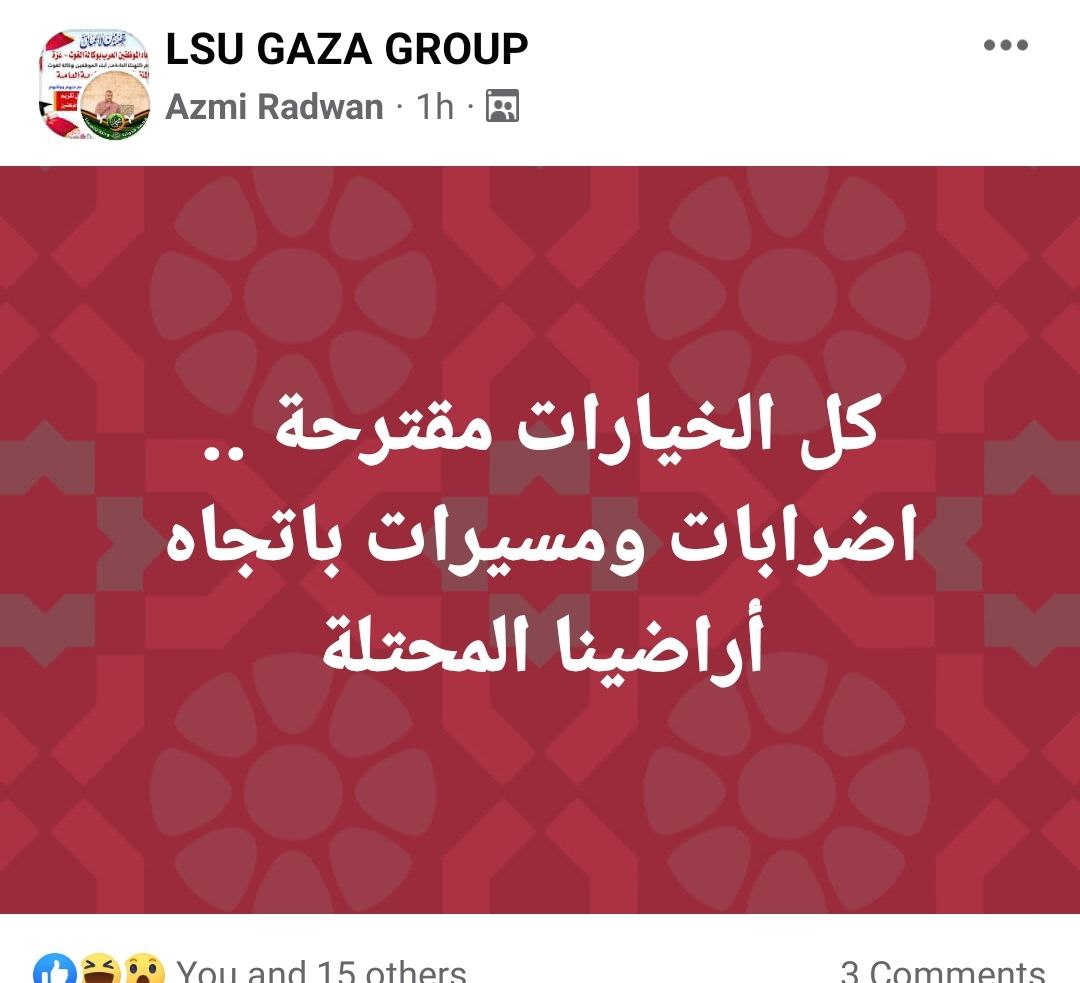 LSU GAZA GROUP
Azmi Radwan · 1h ·
كل الخيارات مقترحة ..
اضرابات ومسيرات باتجاه
أراضينا المحتلة
You and 15 others
3 Comments